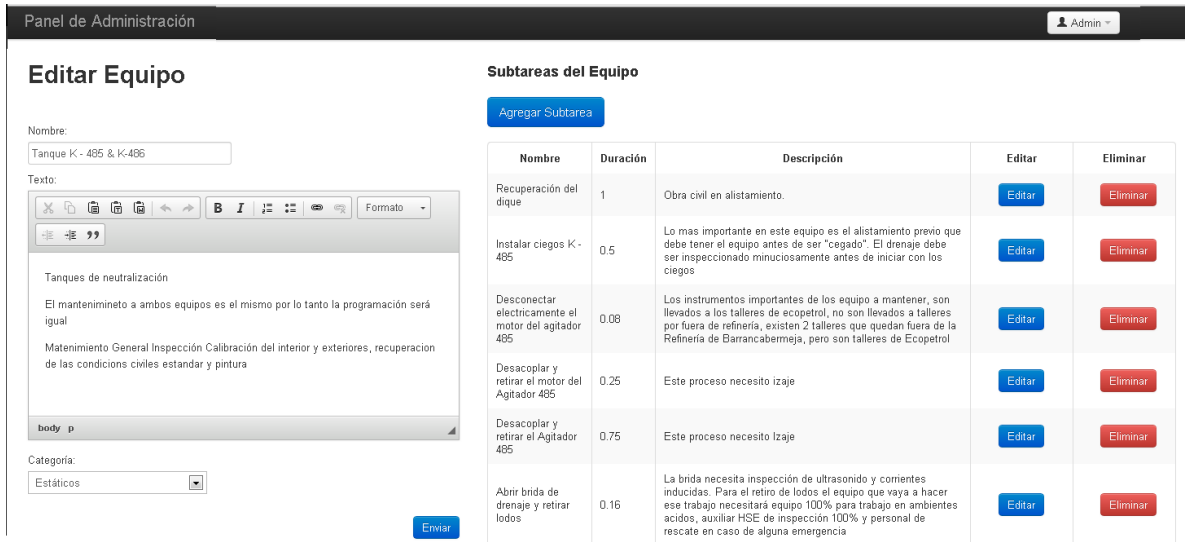 Panel de Administración
Admin
Editar Equipo
Nombre:
Tanque K - 485 & K-486
Texto:
B I Formato
Tanques de neutralización
El mantenimineto a ambos equipos es el mismo por lo tanto la programación será
igual
Matenimiento General Inspección Calibración del interior y exteriores, recuperacion
de las condicions civiles estandar y pintura
body p
Categoría:
Estáticos
Enviar
Subtareas del Equipo
Agregar Subtarea
Nombre Duración Descripción Editar Eliminar
Recuperación del
dique
1
Obra civil en alistamiento.
Editar
Eliminar
Instalar ciegos K -
485
0.5
Lo mas importante en este equipo es el alistamiento previo que
debe tener el equipo antes de ser "cegado". El drenaje debe
ser inspeccionado minuciosamente antes de iniciar con los
ciegos
Editar
Eliminar
Desconectar
electricamente el
motor del agitador
485
0.08
Los instrumentos importantes de los equipo a mantener, son
llevados a los talleres de ecopetrol, no son llevados a talleres
por fuera de refinería, existen 2 talleres que quedan fuera de la
Refinería de Barrancabermeja, pero son talleres de Ecopetrol
Editar
Eliminar
Desacoplar y
retirar el motor del
Agitador 485
0.25
Este proceso necesito izaje
Editar
Eliminar
Desacoplar y
retirar el Agitador
485
0.75
Este proceso necesito Izaje
Editar
Eliminar
Abrir brida de
drenaje y retirar
lodos
0.16
La brida necesita inspección de ultrasonido y corrientes
inducidas. Para el retiro de lodos el equipo que vaya a hacer
ese trabajo necesitará equipo 100% para trabajo en ambientes
acidos, auxiliar HSE de inspección 100% y personal de
rescate en caso de alguna emergencia
Editar
Eliminar